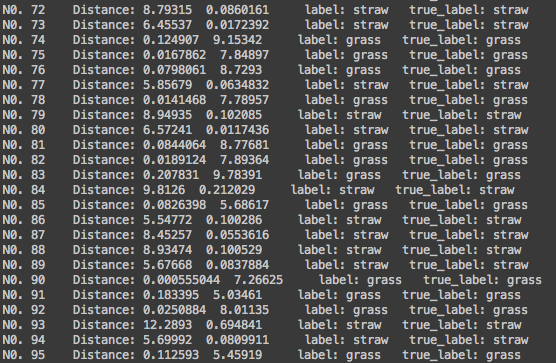 N0. 72 Distance: 8.79315 0.0860161 label: straw true_label: straw
N0. 73 Distance: 6.45537 0.0172392 label: straw true_label: straw
N0. 74 Distance: 0.124907 9.15342 label: grass true_label: grass
N0. 75 Distance: 0.0167862 7.84897 label: grass true_label: grass
N0. 76 Distance: 0.0798061 8.7293 label: grass true_label: grass
N0. 77 Distance: 5.85679 0.0634832 label: straw true_label: straw
N0. 78 Distance: 0.0141468 7.78957 label: grass true_label: grass
N0. 79 Distance: 8.94935 0.102085 label: straw true_label: straw
N0. 80 Distance: 6.57241 0.0117436 label: straw true_label: straw
N0. 81 Distance: 0.0844064 8.77681 label: grass true_label: grass
N0. 82 Distance: 0.0189124 7.89364 label: grass true_label: grass
N0. 83 Distance: 0.207831 9.78391 label: grass true_label: grass
N0. 84 Distance: 9.8126 0.212029 label: straw true_label: straw
N0. 85 Distance: 0.0826398 5.68617 label: grass true_label: grass
N0. 86 Distance: 5.54772 0.100286 label: straw true_label: straw
N0. 87 Distance: 8.45257 0.0553616 label: straw true_label: straw
N0. 88 Distance: 8.93474 0.100529 label: straw true_label: straw
N0. 89 Distance: 5.67668 0.0837884 label: straw true_label: straw
N0. 90 Distance: 0.000555044 7.26625 label: grass true_label: grass
N0. 91 Distance: 0.183395 5.03461 label: grass true_label: grass
N0. 92 Distance: 0.0250884 8.01135 label: grass true_label: grass
N0. 93 Distance: 12.2893 0.694841 label: straw true_label: straw
N0. 94 Distance: 5.69992 0.0809911 label: straw true_label: straw
N0. 95 Distance: 0.112593 5.45919 label: grass true_label: grass